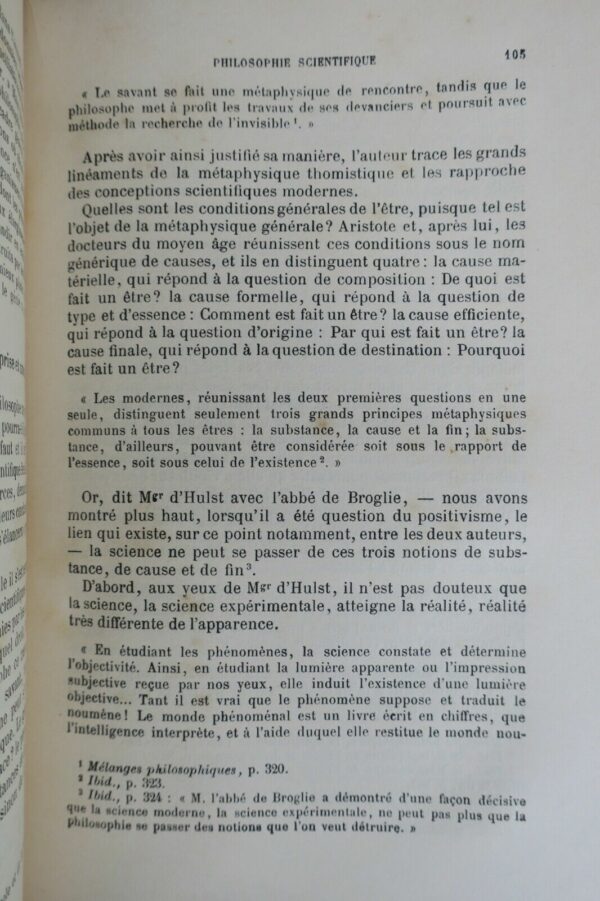 PHILOSOPHIE SCIENTIFIQUE 105
« Le savant se fait une métaphysique de rencontre, tandis que le
philosophe met à profit les travaux de ses devanciers et poursuit avec
méthode la recherche de l'invisible¹. »
Après avoir ainsi justifié sa manière, l'auteur trace les grands
linéaments de la métaphysique thomistique et les rapproche
des conceptions scientifiques modernes.
Quelles sont les conditions générales de l'être, puisque tel est
l'objet de la métaphysique générale? Aristote et, après lui, les
docteurs du moyen âge réunissent ces conditions sous le nom
générique de causes, et ils en distinguent quatre : la cause ma-
térielle, qui répond à la question de composition : De quoi est
fait un être? la cause formelle, qui répond à la question de
type et d'essence : Comment est fait un être? la cause efficiente,
qui répond à la question d'origine : Par qui est fait un être? la
cause finale, qui répond à la question de destination : Pourquoi
est fait un être?
« Les modernes, réunissant les deux premières questions en une
seule, distinguent seulement trois grands principes métaphysiques
communs à tous les êtres : la substance, la cause et la fin; la subs-
tance, d'ailleurs, pouvant être considérée soit sous le rapport de
l'essence, soit sous celui de l'existence². »
Or, dit Mgr d'Hulst avec l'abbé de Broglie, — nous avons
montré plus haut, lorsqu'il a été question du positivisme, le
lien qui existe, sur ce point notamment, entre les deux auteurs,
— la science ne peut se passer de ces trois notions de subs-
tance, de cause et de fin³.
D'abord, aux yeux de Mgr d'Hulst, il n'est pas douteux que
la science, la science expérimentale, atteigne la réalité, réalité
très différente de l'apparence.
« En étudiant les phénomènes, la science constate et détermine
l'objectivité. Ainsi, en étudiant la lumière apparente ou l'impression
subjective reçue par nos yeux, elle induit l'existence d'une lumière
objective... Tant il est vrai que le phénomène suppose et traduit le
noumène! Le monde phénoménal est un livre écrit en chiffres, que
l'intelligence interprète, et à l'aide duquel elle restitue le monde nou-
¹ Mélanges philosophiques, p. 320.
² Ibid., p. 323.
³ Ibid., p. 324 : « M. l'abbé de Broglie a démontré d'une façon décisive
que la science moderne, la science expérimentale, ne peut pas plus que la
philosophie se passer des notions que l'on veut détruire. »